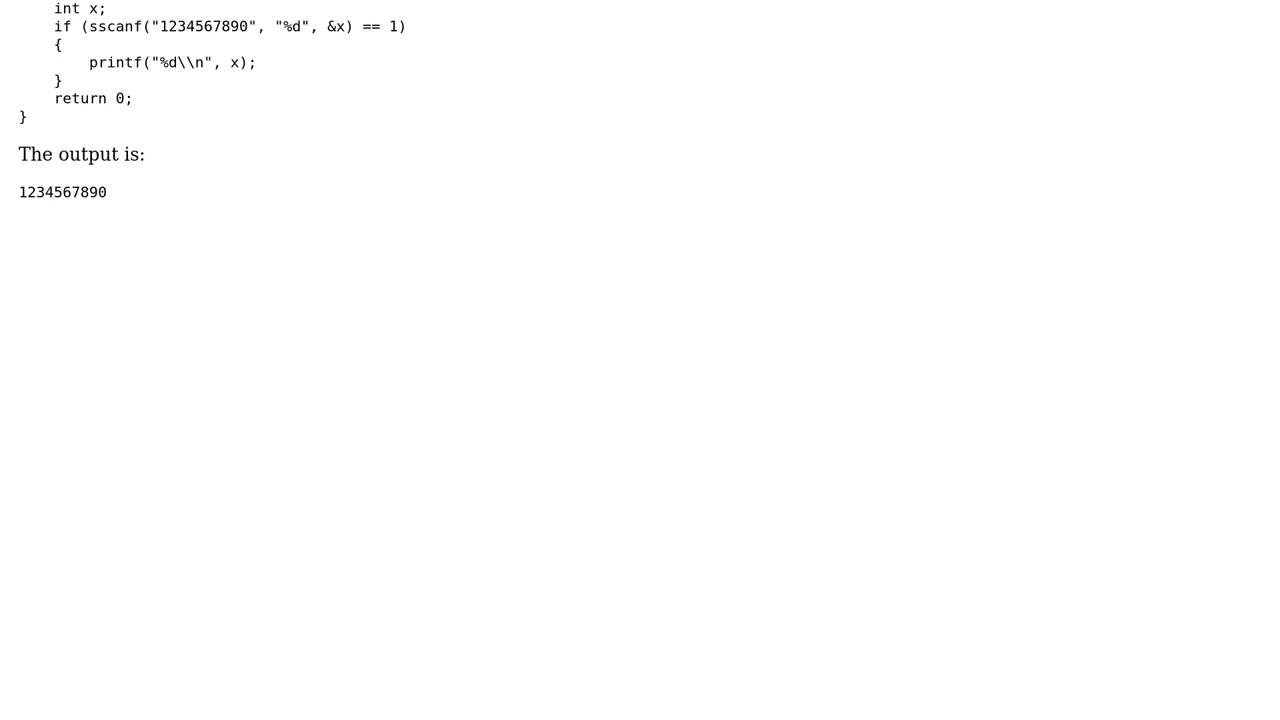 int x;
    if (sscanf("1234567890", "%d", &x) == 1)
    {
        printf("%d\\n", x);
    }
    return 0;
}
The output is:
1234567890